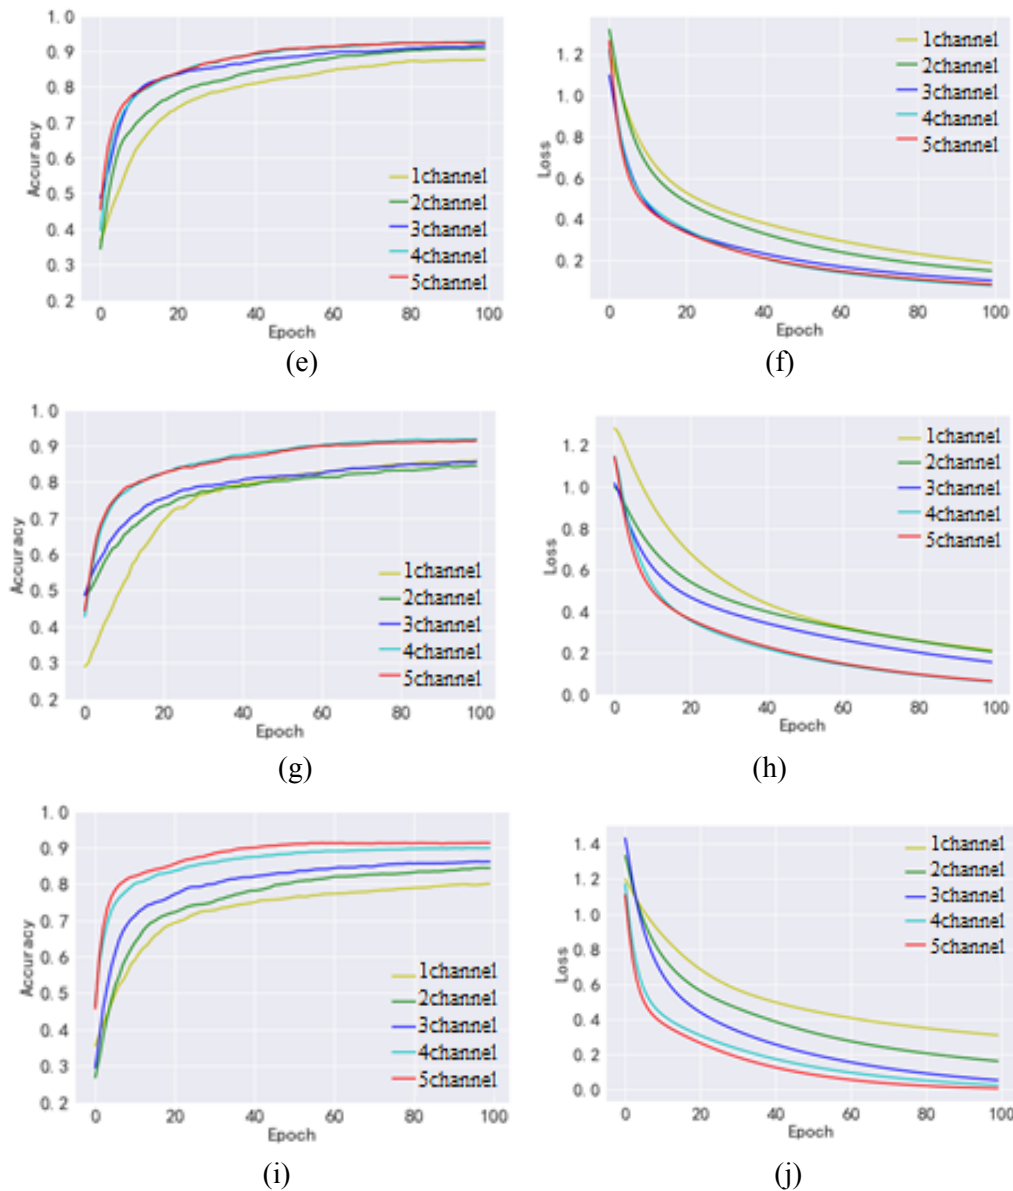 1. 0
0. 9
0. 8
0. 7
0. 6
0. 5
0. 4
0. 3
0. 2
Accuracy
1channel
2channel
3channel
4channel
5channel
0 20 40 60 80 100
Epoch
(e)
1. 2
1. 0
0. 8
0. 6
0. 4
0. 2
Loss
1channel
2channel
3channel
4channel
5channel
0 20 40 60 80 100
Epoch
(f)
1. 0
0. 9
0. 8
0. 7
0. 6
0. 5
0. 4
0. 3
0. 2
Accuracy
1channel
2channel
3channel
4channel
5channel
0 20 40 60 80 100
Epoch
(g)
1. 2
1. 0
0. 8
0. 6
0. 4
0. 2
0. 0
Loss
1channel
2channel
3channel
4channel
5channel
0 20 40 60 80 100
Epoch
(h)
1. 0
0. 9
0. 8
0. 7
0. 6
0. 5
0. 4
0. 3
0. 2
Accuracy
1channel
2channel
3channel
4channel
5channel
0 20 40 60 80 100
Epoch
(i)
1. 4
1. 2
1. 0
0. 8
0. 6
0. 4
0. 2
0. 0
Loss
1channel
2channel
3channel
4channel
5channel
0 20 40 60 80 100
Epoch
(j)